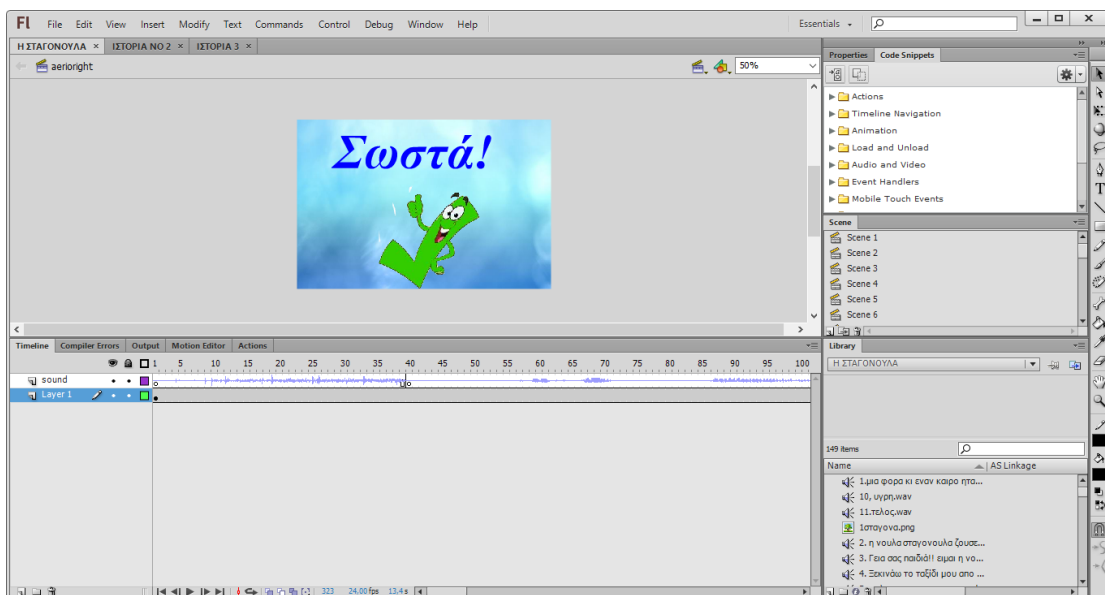 Fl File Edit View Insert Modify Text Commands Control Debug Window Help Essentials
Η ΣΤΑΓΟΝΟΥΛΑ × ΙΣΤΟΡΙΑ ΝΟ 2 × ΙΣΤΟΡΙΑ 3 ×
aerioright 50%
Σωστά!
Properties Code Snippets
Actions
Timeline Navigation
Animation
Load and Unload
Audio and Video
Event Handlers
Mobile Touch Events
Scene
Scene 1
Scene 2
Scene 3
Scene 4
Scene 5
Scene 6
Timeline Compiler Errors Output Motion Editor Actions
1 5 10 15 20 25 30 35 40 45 50 55 60 65 70 75 80 85 90 95 100
sound
Layer 1
323 24.00 fps 13.4 s
Library
Η ΣΤΑΓΟΝΟΥΛΑ
149 items
Name AS Linkage
1.μια φορα κι εναν καιρο ητα...
10, υγρη.wav
11.τελος.wav
1σταγονα.png
2. η νουλα σταγονουλα ζουσε...
3. Γεια σας παιδιά!! ειμαι η νο...
4. Ξεκινάω το ταξίδι μου απο ...